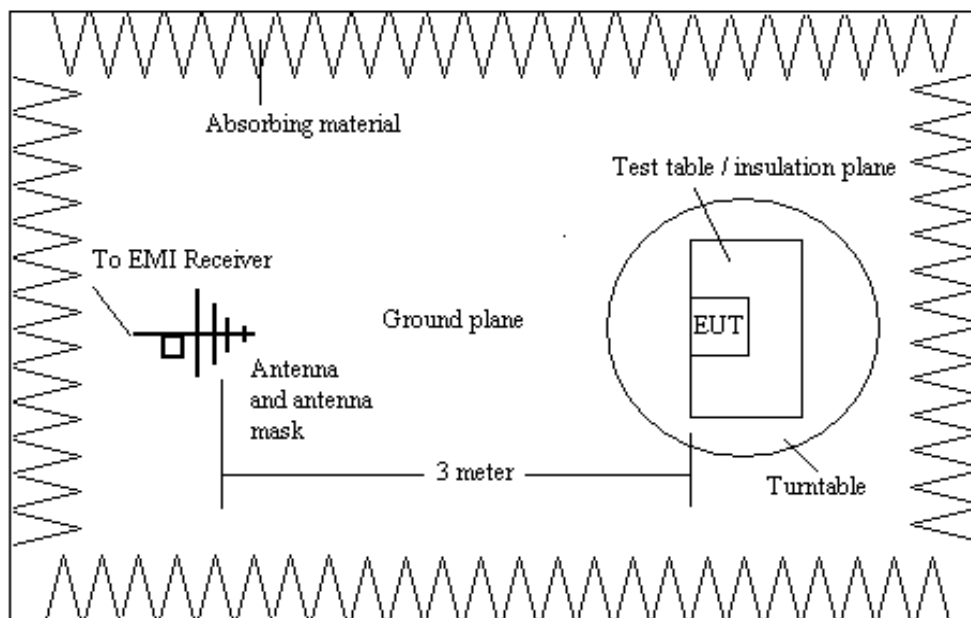 Absorbing material
Test table / insulation plane
To EMI Receiver
Ground plane
EUT
Antenna
and antenna
mask
3 meter
Turntable